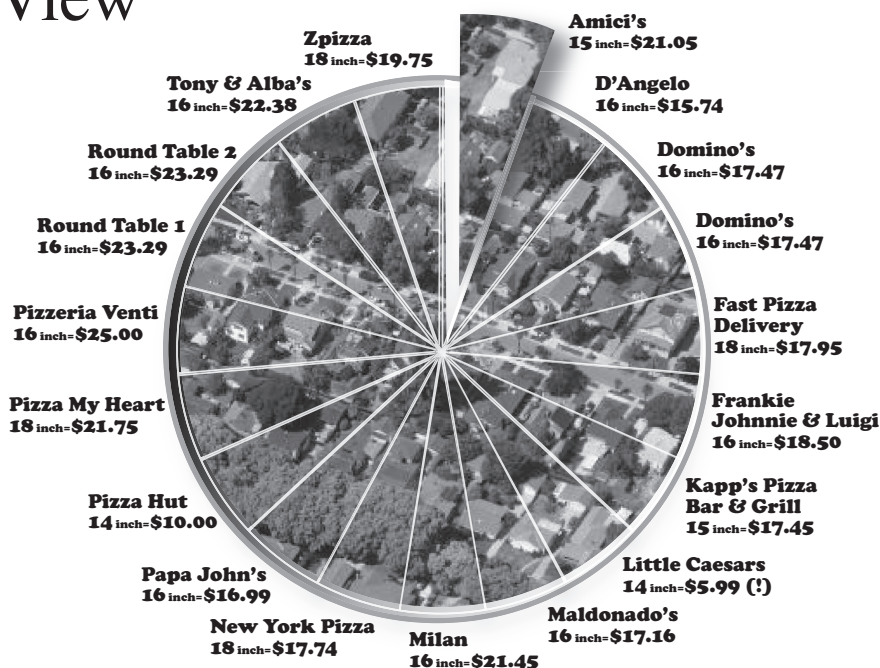 View
Amici's
15 inch=$21.05
D'Angelo
16 inch=$15.74
Domino's
16 inch=$17.47
Domino's
16 inch=$17.47
Fast Pizza
Delivery
18 inch=$17.95
Frankie
Johnnie & Luigi
16 inch=$18.50
Kapp's Pizza
Bar & Grill
15 inch=$17.45
Little Caesars
14 inch=$5.99 (!)
Maldonado's
16 inch=$17.16
Milan
16 inch=$21.45
New York Pizza
18 inch=$17.74
Papa John's
16 inch=$16.99
Pizza Hut
14 inch=$10.00
Pizza My Heart
18 inch=$21.75
Pizzeria Venti
16 inch=$25.00
Round Table 1
16 inch=$23.29
Round Table 2
16 inch=$23.29
Tony & Alba's
16 inch=$22.38
Zpizza
18 inch=$19.75